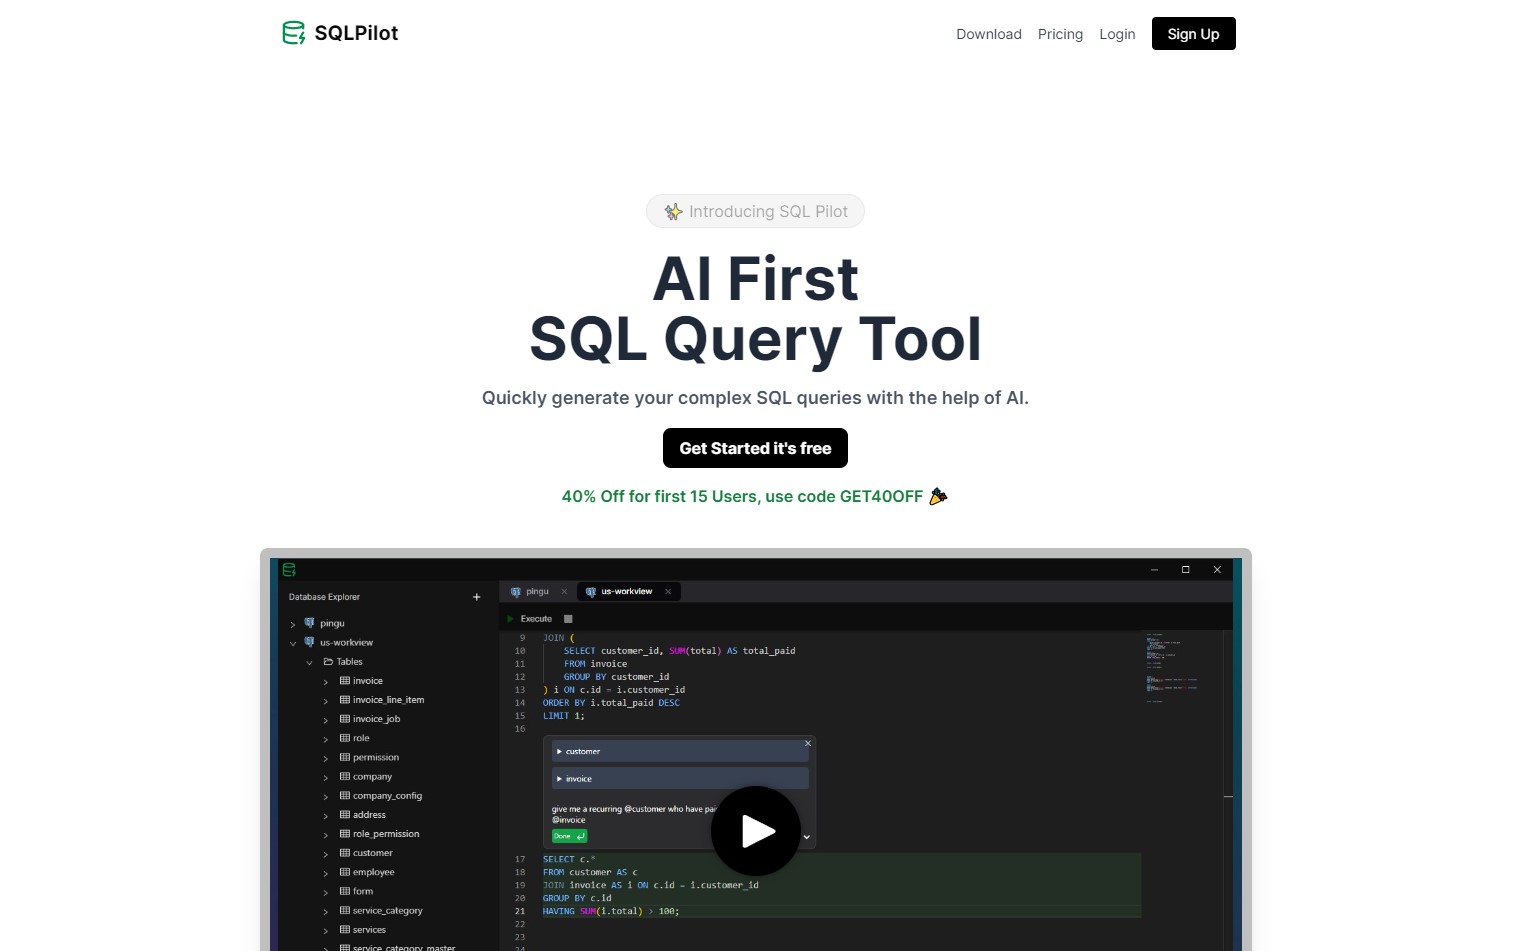 SQLPilot
Download Pricing Login Sign Up
✨ Introducing SQL Pilot
AI First
SQL Query Tool
Quickly generate your complex SQL queries with the help of AI.
Get Started it's free
40% Off for first 15 Users, use code GET40OFF 🎉
Database Explorer
pingu
us-workview
Tables
invoice
invoice_line_item
invoice_job
role
permission
company
company_config
address
role_permission
customer
employee
form
service_category
services
service_category_master
pingu us-workview
Execute
9 JOIN (
10 SELECT customer_id, SUM(total) AS total_paid
11 FROM invoice
12 GROUP BY customer_id
13 ) i ON c.id = i.customer_id
14 ORDER BY i.total_paid DESC
15 LIMIT 1;
16
customer
invoice
give me a recurring @customer who have
@invoice
Done
17 SELECT c.*
18 FROM customer AS c
19 JOIN invoice AS i ON c.id = i.customer_id
20 GROUP BY c.id
21 HAVING SUM(i.total) > 100;
22
23